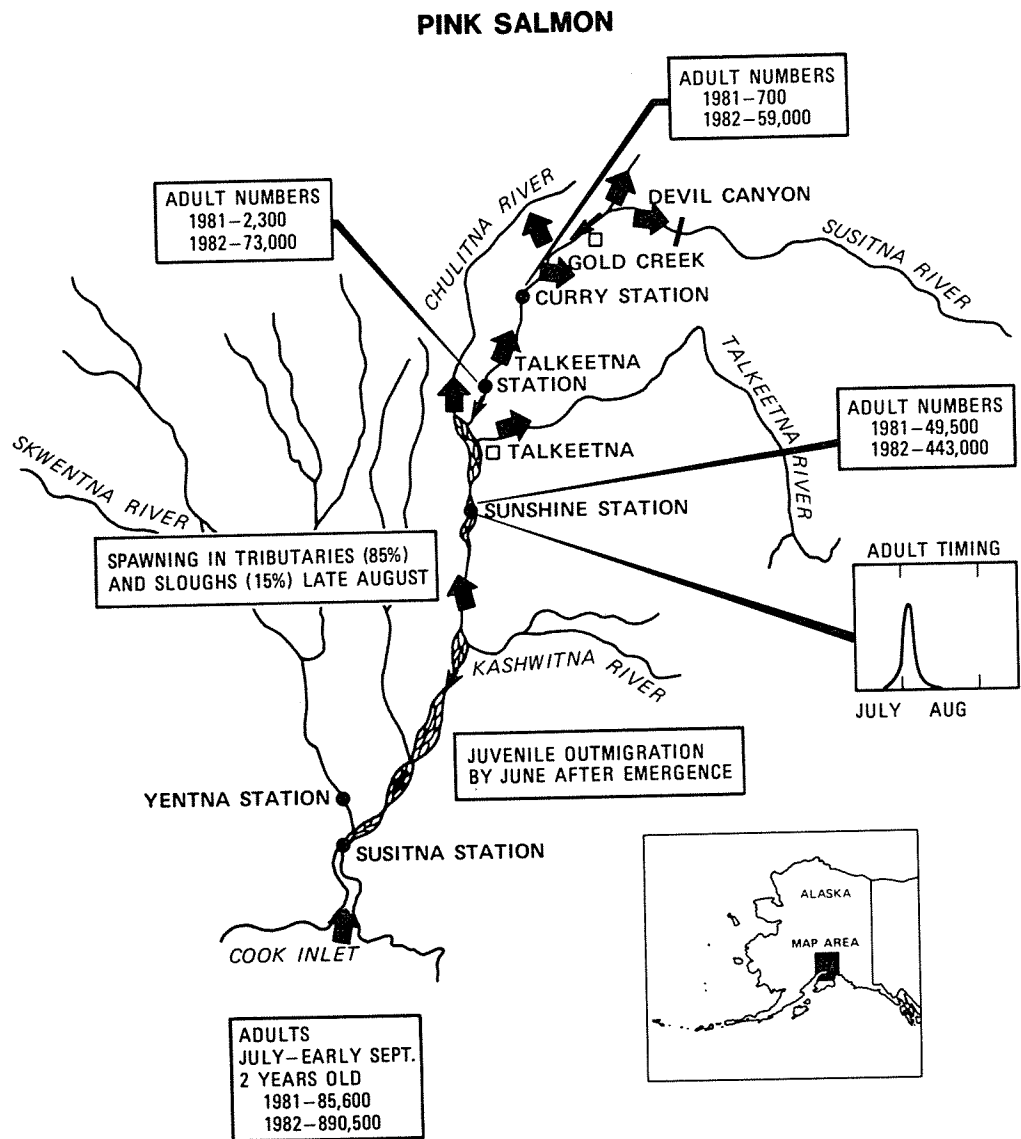 PINK SALMON
ADULT NUMBERS
1981–700
1982–59,000
ADULT NUMBERS
1981–2,300
1982–73,000
CHULITNA RIVER
DEVIL CANYON
SUSITNA RIVER
GOLD CREEK
CURRY STATION
TALKEETNA
STATION
TALKEETNA RIVER
ADULT NUMBERS
1981–49,500
1982–443,000
TALKEETNA
SKWENTNA RIVER
SUNSHINE STATION
SPAWNING IN TRIBUTARIES (85%)
AND SLOUGHS (15%) LATE AUGUST
ADULT TIMING
JULY AUG
KASHWITNA RIVER
JUVENILE OUTMIGRATION
BY JUNE AFTER EMERGENCE
YENTNA STATION
SUSITNA STATION
COOK INLET
ALASKA
MAP AREA
ADULTS
JULY–EARLY SEPT.
2 YEARS OLD
1981–85,600
1982–890,500